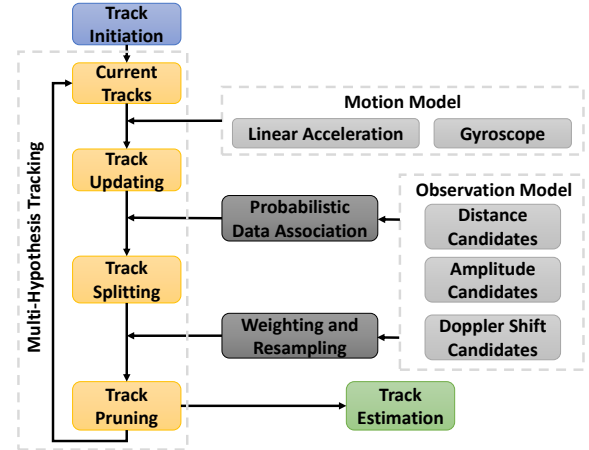 Track
Initiation
Multi-Hypothesis Tracking
Current
Tracks
Motion Model
Linear Acceleration
Gyroscope
Track
Updating
Observation Model
Probabilistic
Data Association
Distance
Candidates
Amplitude
Candidates
Track
Splitting
Weighting and
Resampling
Doppler Shift
Candidates
Track
Pruning
Track
Estimation